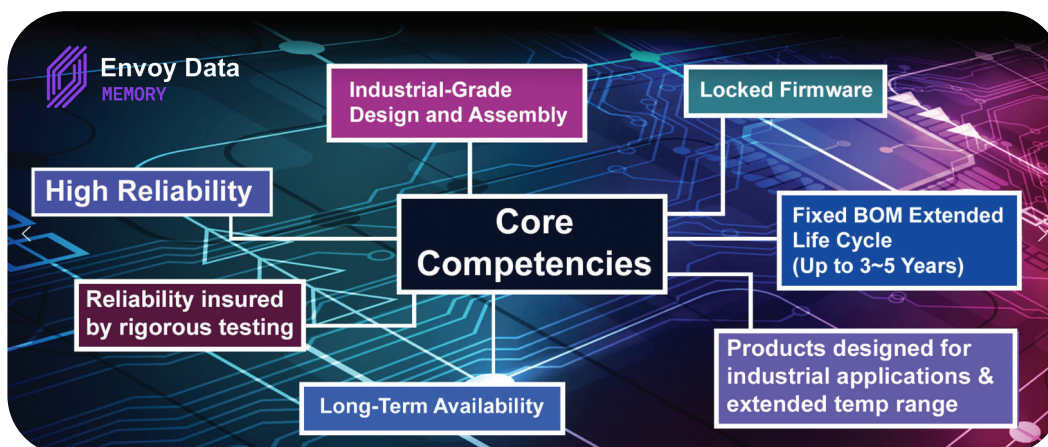 Envoy Data
MEMORY
Industrial-Grade
Design and Assembly
Locked Firmware
High Reliability
Core
Competencies
Fixed BOM Extended
Life Cycle
(Up to 3~5 Years)
Reliability insured
by rigorous testing
Products designed for
industrial applications &
extended temp range
Long-Term Availability